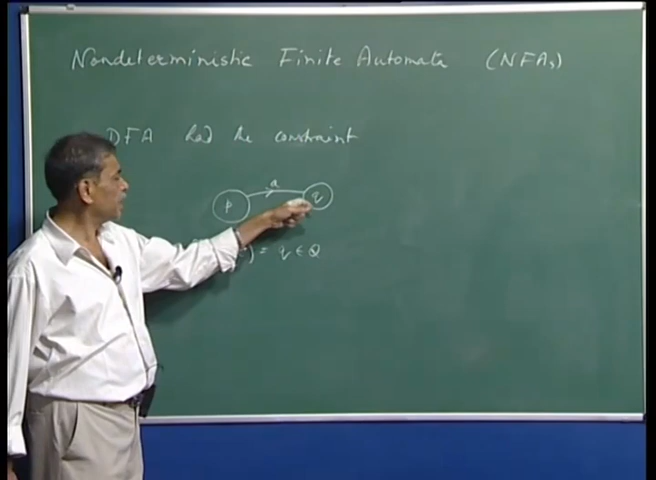 Nondeterministic Finite Automata (NFAs)
DFA had the constraint
a
p q
) = q ∈ Q